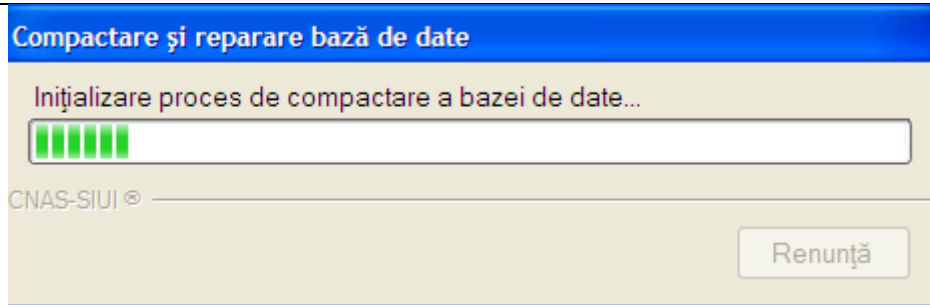 Compactare şi reparare bază de date
Iniţializare proces de compactare a bazei de date...
CNAS-SIUI ®
Renunţă